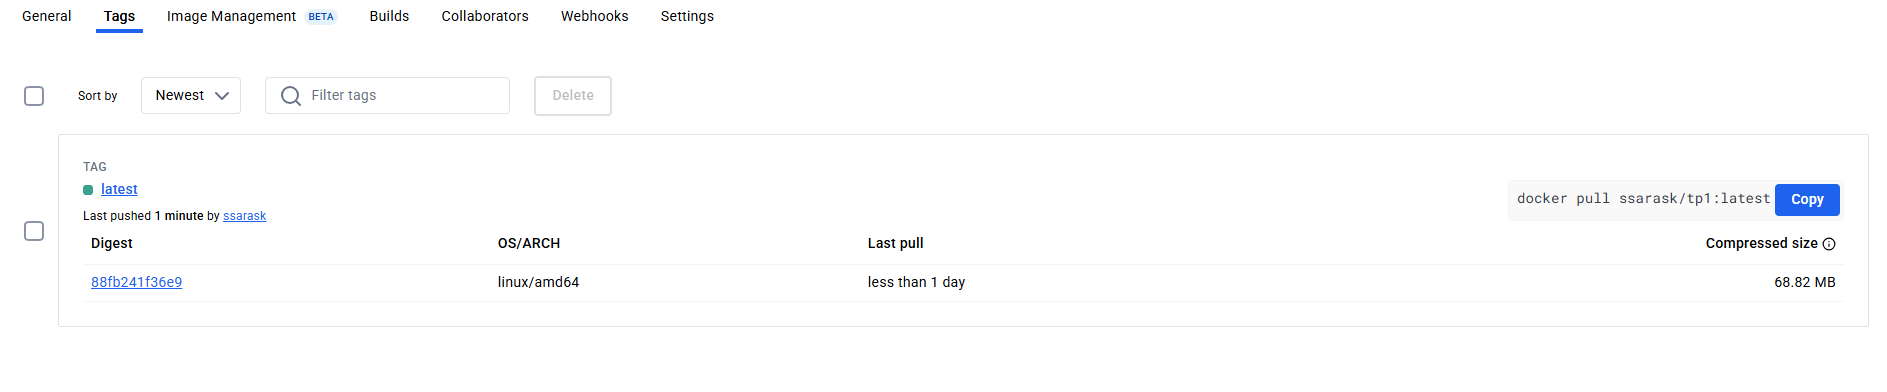 General Tags Image Management BETA Builds Collaborators Webhooks Settings
Sort by Newest Filter tags Delete
TAG
latest
docker pull ssarask/tp1:latest Copy
Last pushed 1 minute by ssarask
Digest OS/ARCH Last pull Compressed size
88fb241f36e9 linux/amd64 less than 1 day 68.82 MB